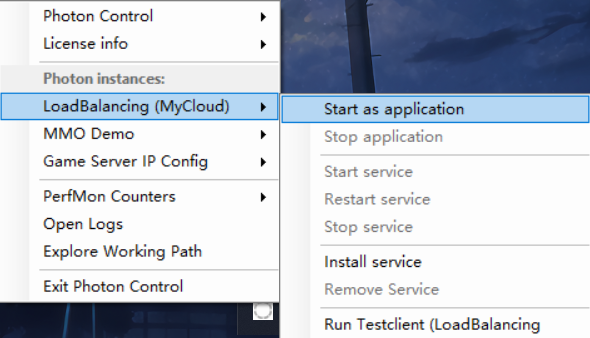 Photon Control
License info
Photon instances:
LoadBalancing (MyCloud)
MMO Demo
Game Server IP Config
PerfMon Counters
Open Logs
Explore Working Path
Exit Photon Control
Start as application
Stop application
Start service
Restart service
Stop service
Install service
Remove Service
Run Testclient (LoadBalancing